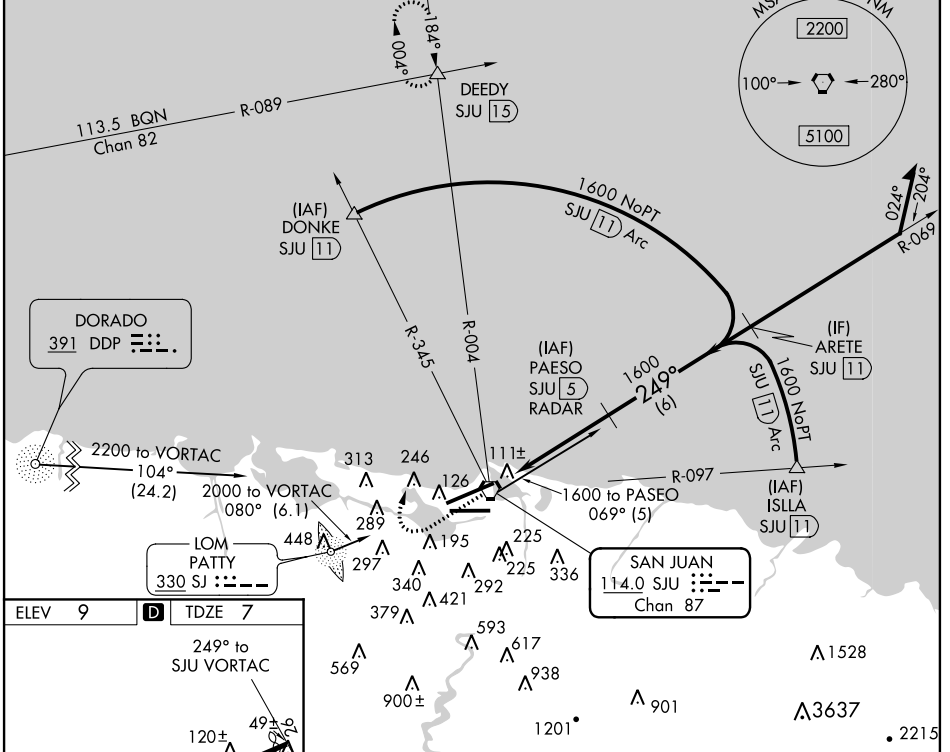 MSA
NM
2200
100°
280°
5100
184°
004°
DEEDY
SJU 15
R-089
113.5 BQN
Chan 82
(IAF)
DONKE
SJU 11
1600 NoPT
SJU 11 Arc
024°
204°
R-069
DORADO
391 DDP
R-345
R-004
(IAF)
PAESO
SJU 5
RADAR
1600
249°
(6)
(IF)
ARETE
SJU 11
1600 NoPT
SJU 11 Arc
2200 to VORTAC
104°
(24.2)
2000 to VORTAC
080° (6.1)
313
246
126
111±
R-097
1600 to PASEO
069° (5)
(IAF)
ISLLA
SJU 11
289
448
297
195
225
225
336
LOM
PATTY
330 SJ
340
292
SAN JUAN
114.0 SJU
Chan 87
421
379
ELEV 9 D TDZE 7
249° to
SJU VORTAC
593
617
569
938
900±
901
1201
1528
3637
2215
49±
26
120±